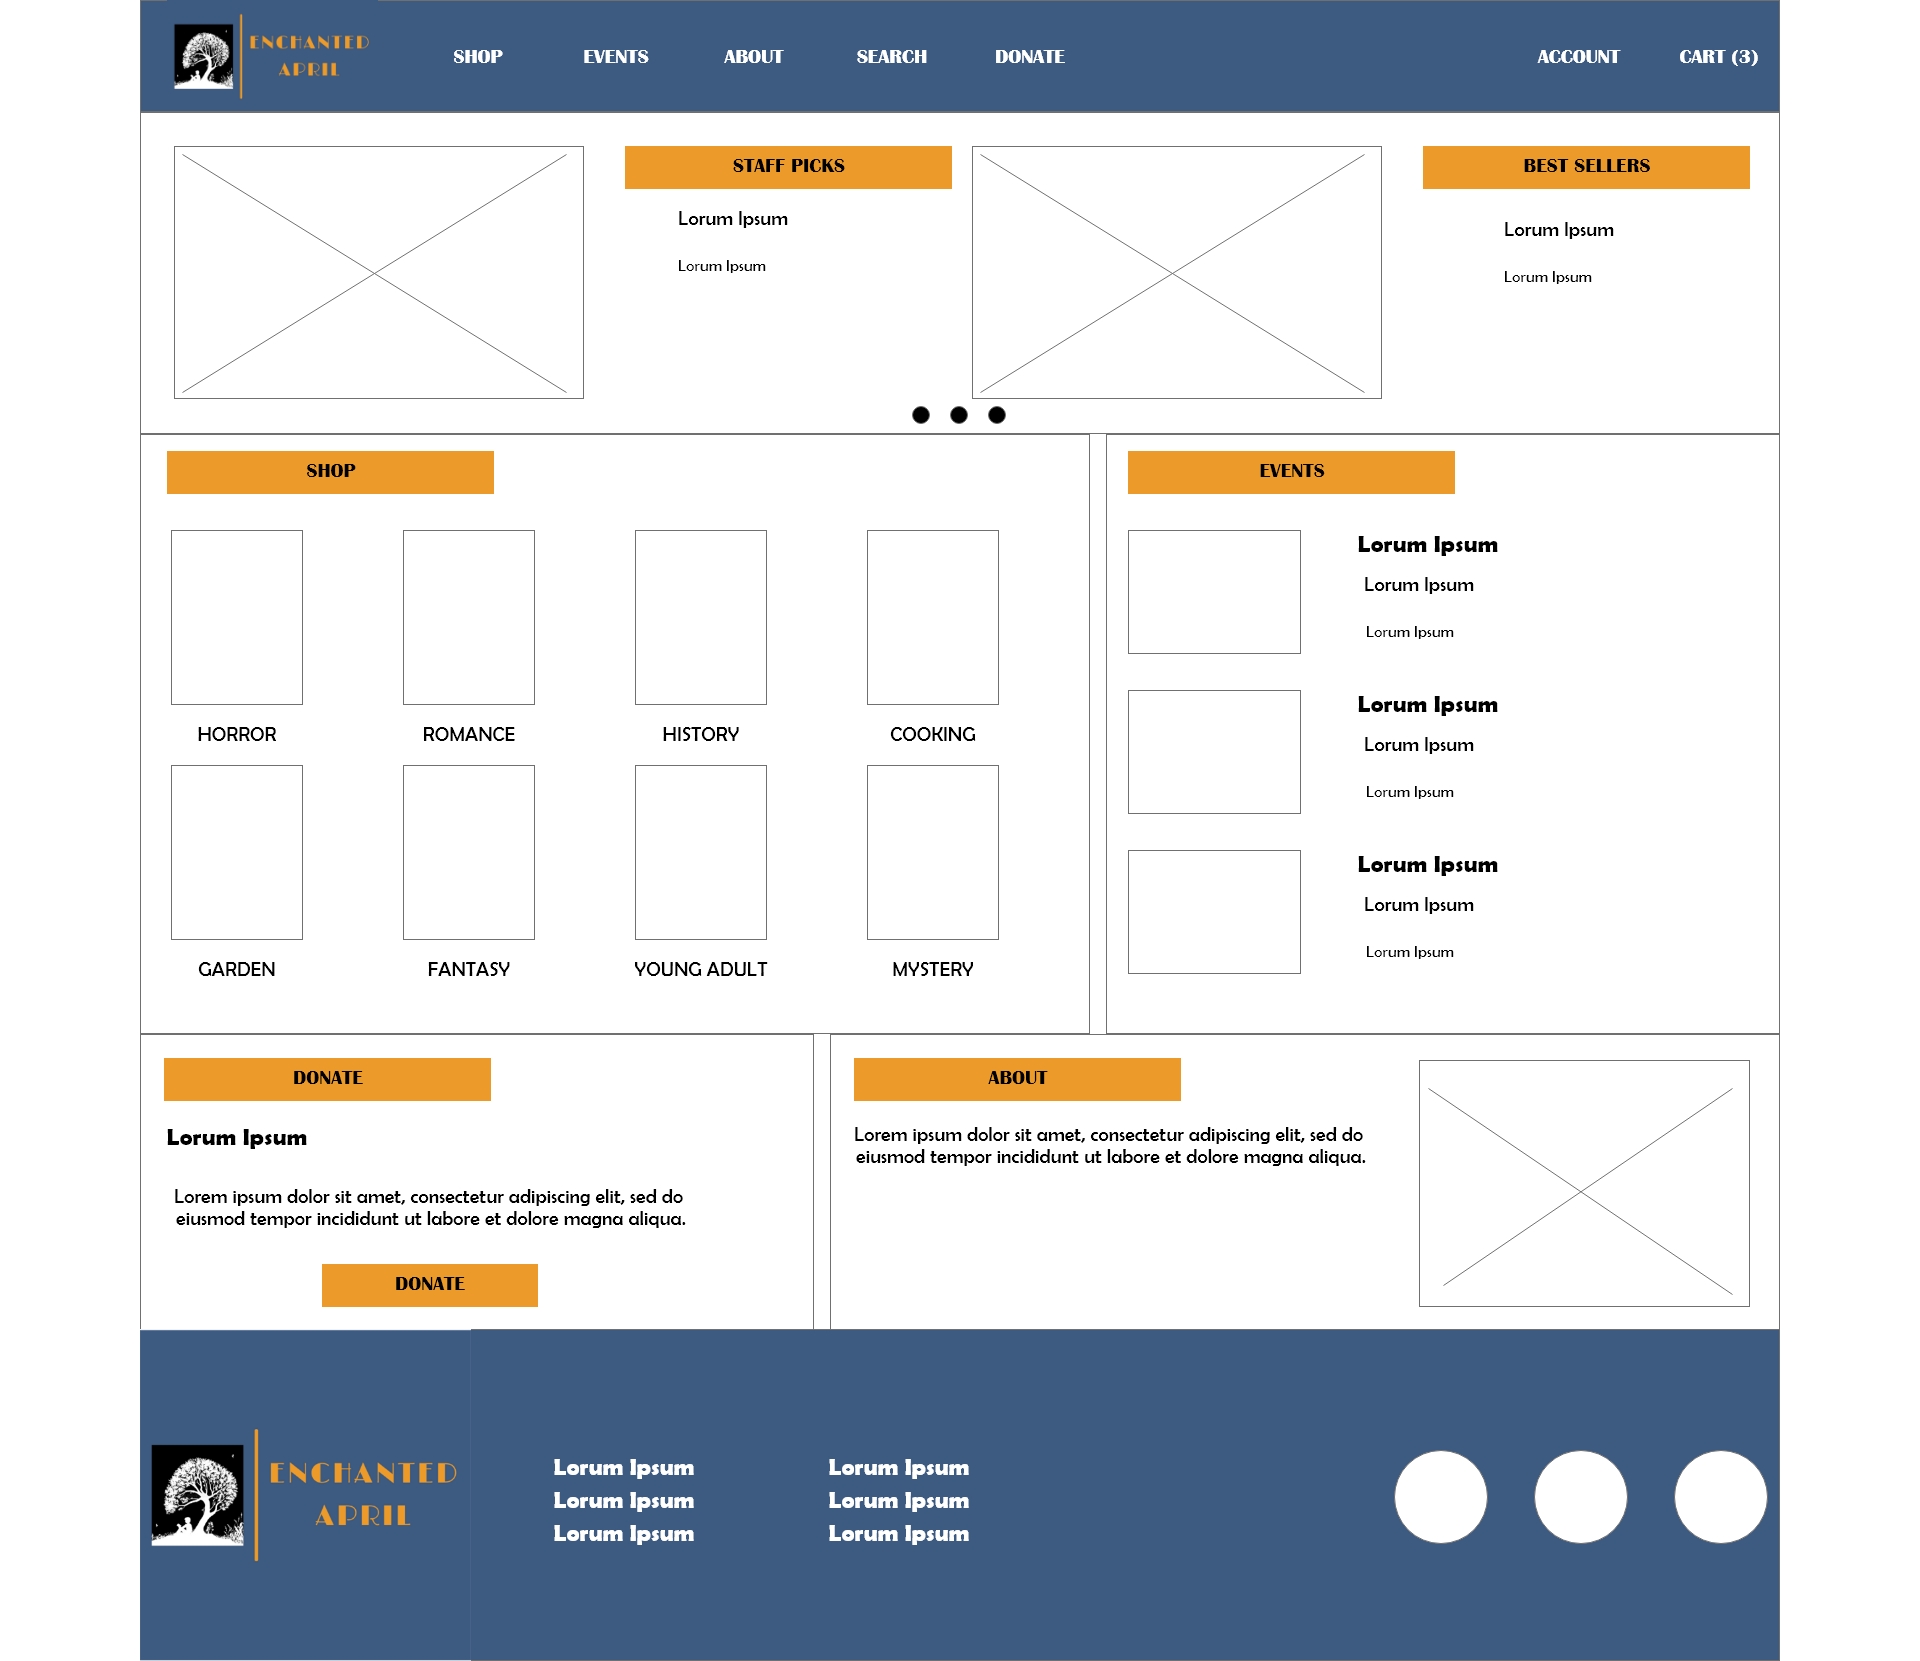 ENCHANTED
APRIL
SHOP
EVENTS
ABOUT
SEARCH
DONATE
ACCOUNT
CART (3)
STAFF PICKS
Lorum Ipsum
Lorum Ipsum
BEST SELLERS
Lorum Ipsum
Lorum Ipsum
SHOP
HORROR
ROMANCE
HISTORY
COOKING
GARDEN
FANTASY
YOUNG ADULT
MYSTERY
EVENTS
Lorum Ipsum
Lorum Ipsum
Lorum Ipsum
Lorum Ipsum
Lorum Ipsum
Lorum Ipsum
Lorum Ipsum
Lorum Ipsum
Lorum Ipsum
DONATE
Lorum Ipsum
Lorem ipsum dolor sit amet, consectetur adipiscing elit, sed do
eiusmod tempor incididunt ut labore et dolore magna aliqua.
DONATE
ABOUT
Lorem ipsum dolor sit amet, consectetur adipiscing elit, sed do
eiusmod tempor incididunt ut labore et dolore magna aliqua.
ENCHANTED
APRIL
Lorum Ipsum
Lorum Ipsum
Lorum Ipsum
Lorum Ipsum
Lorum Ipsum
Lorum Ipsum